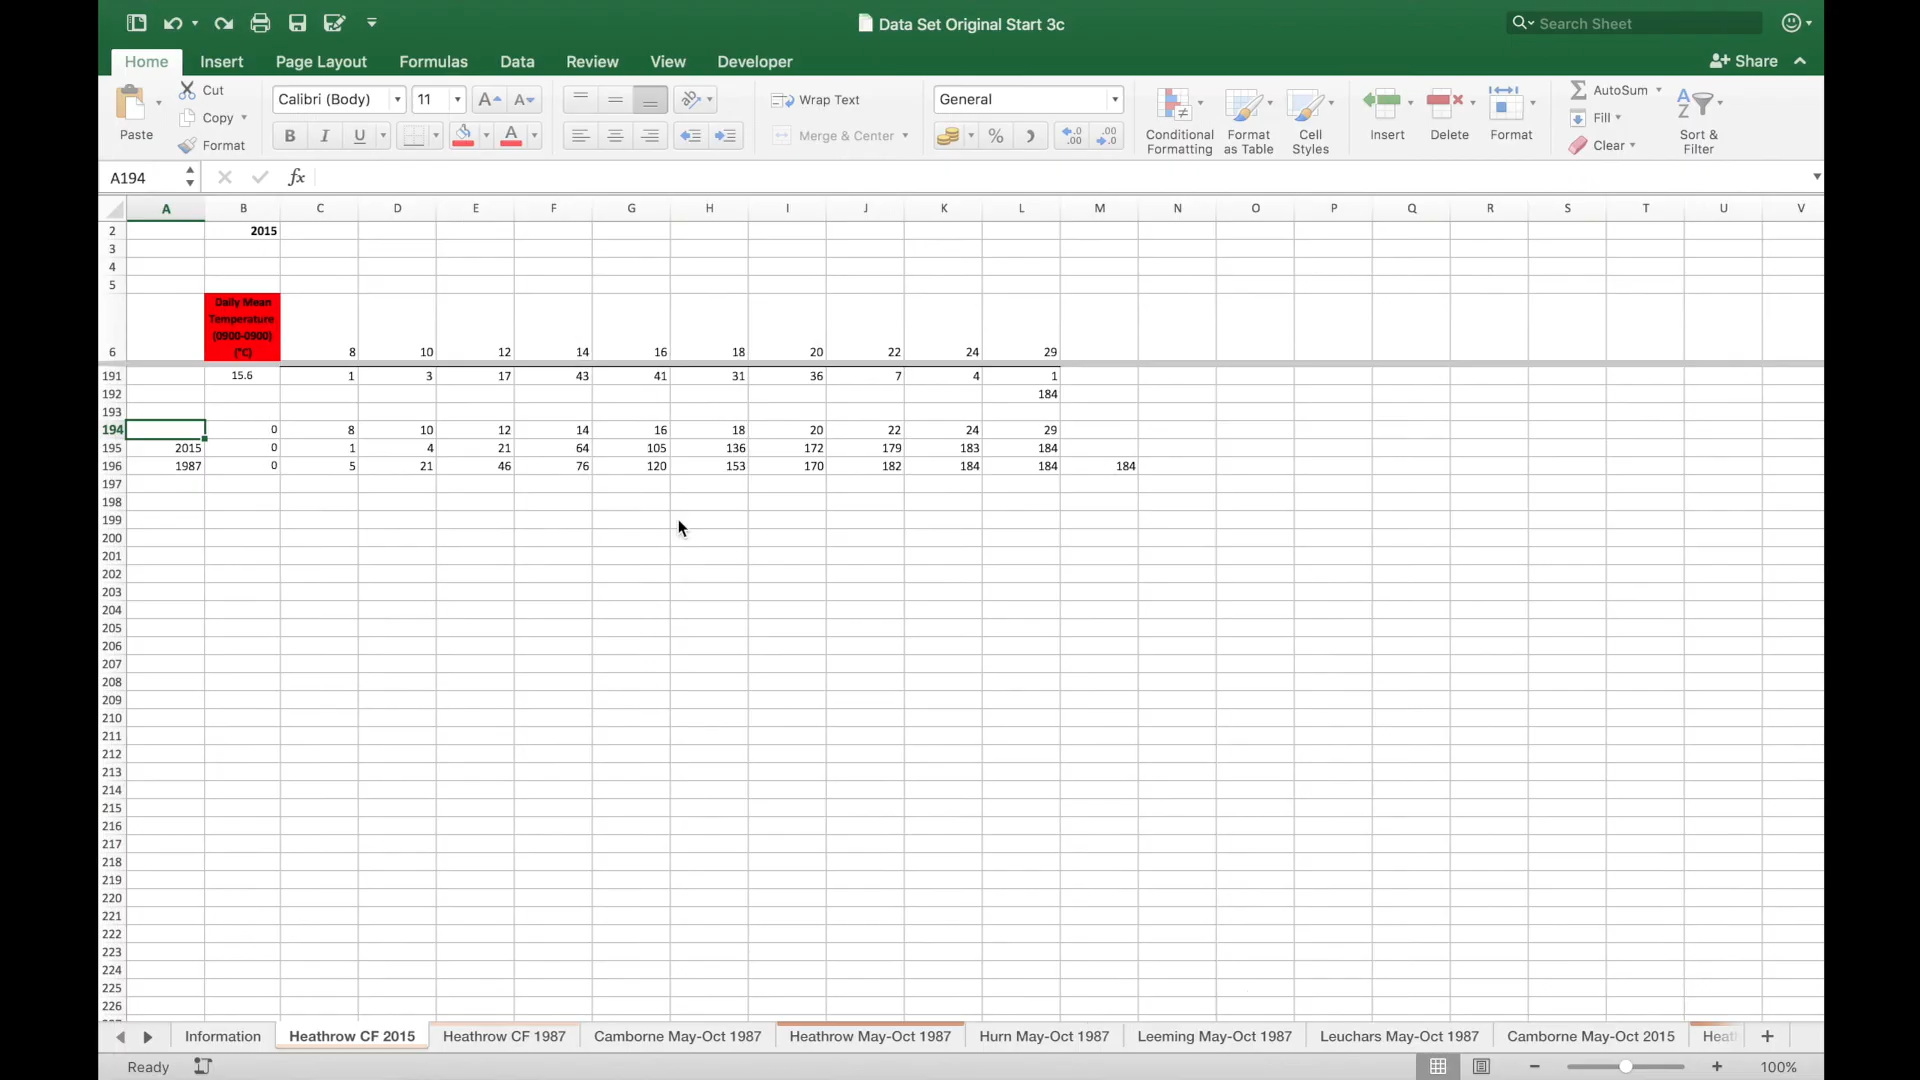 Data Set Original Start 3c
Search Sheet
Home Insert Page Layout Formulas Data Review View Developer
Share
Paste
Cut
Copy
Format
Calibri (Body) 11
B I U
Wrap Text
Merge & Center
General
Conditional Formatting
Format as Table
Cell Styles
Insert Delete Format
AutoSum
Fill
Clear
Sort & Filter
A194 fx
A B C D E F G H I J K L M N O P Q R S T U V
2 2015
3
4
5
Daily Mean
Temperature
(0900-0900)
6 (°C) 8 10 12 14 16 18 20 22 24 29
191 15.6 1 3 17 43 41 31 36 7 4 1
192 184
193
194 0 8 10 12 14 16 18 20 22 24 29
195 2015 0 1 4 21 64 105 136 172 179 183 184
196 1987 0 5 21 46 76 120 153 170 182 184 184 184
197
198
199
200
201
202
203
204
205
206
207
208
209
210
211
212
213
214
215
216
217
218
219
220
221
222
223
224
225
226
Information Heathrow CF 2015 Heathrow CF 1987 Camborne May-Oct 1987 Heathrow May-Oct 1987 Hurn May-Oct 1987 Leeming May-Oct 1987 Leuchars May-Oct 1987 Camborne May-Oct 2015
Ready 100%